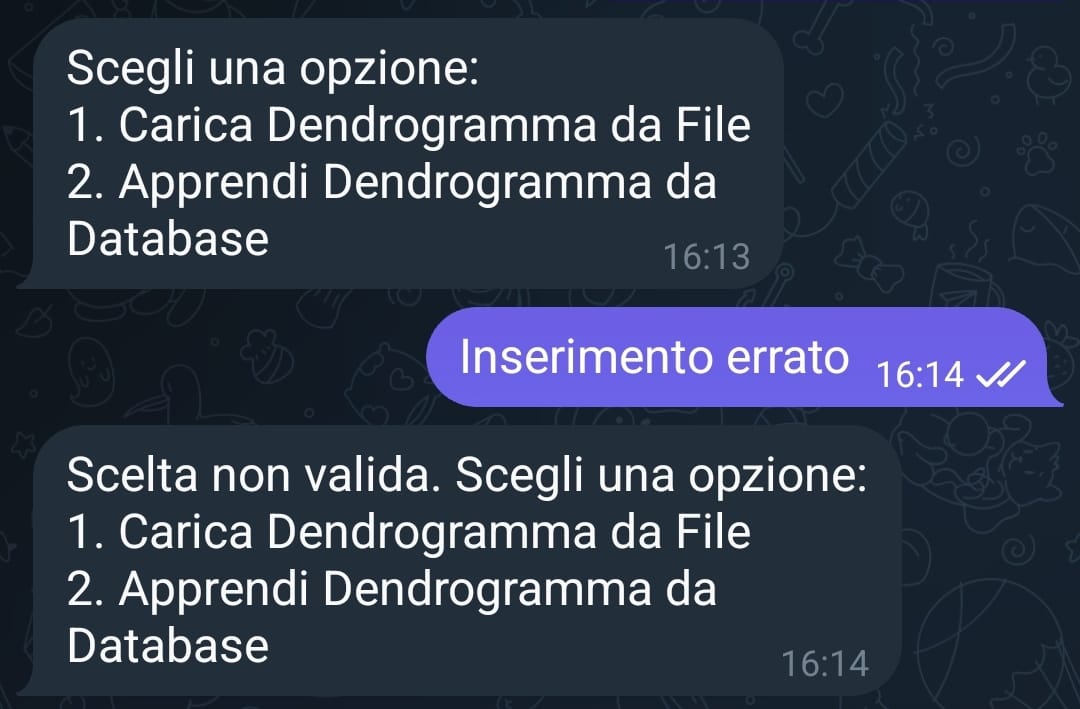 Scegli una opzione:
1. Carica Dendrogramma da File
2. Apprendi Dendrogramma da
Database
16:13
Inserimento errato
16:14
Scelta non valida. Scegli una opzione:
1. Carica Dendrogramma da File
2. Apprendi Dendrogramma da
Database
16:14